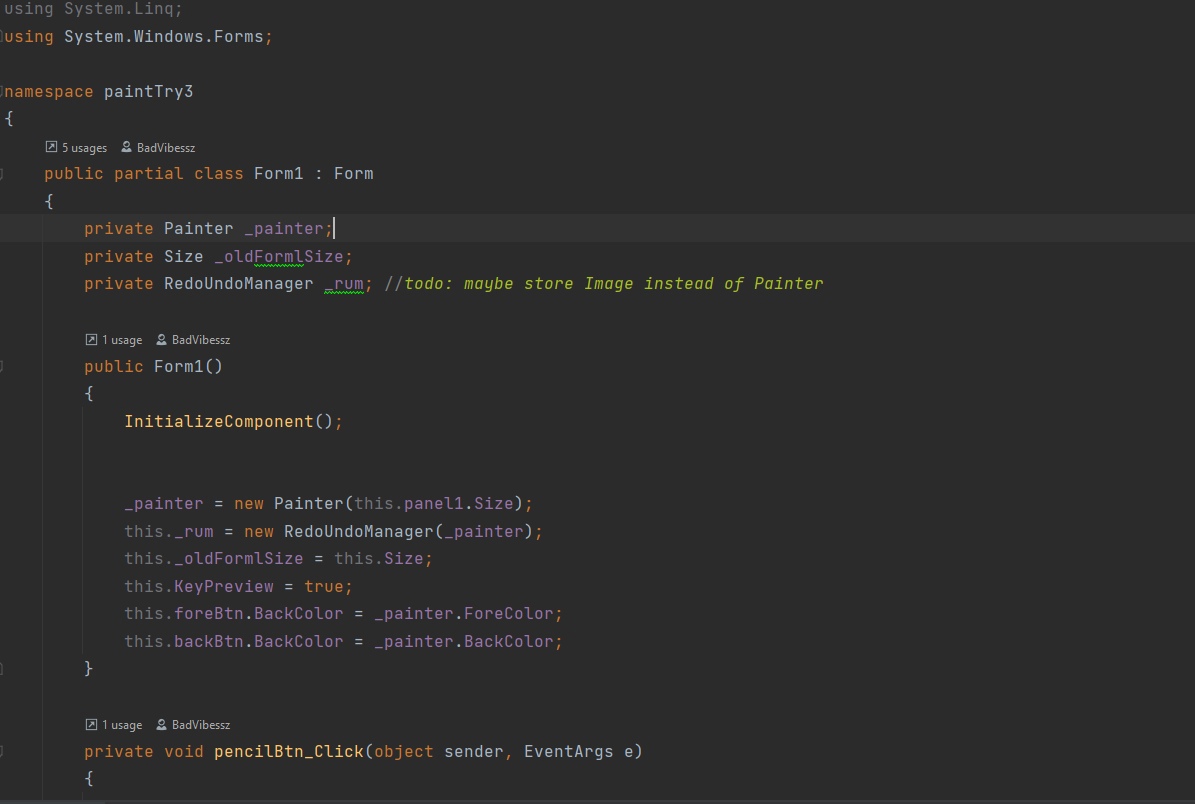 using System.Linq;
using System.Windows.Forms;
namespace paintTry3
{
5 usages BadVibessz
public partial class Form1 : Form
{
private Painter _painter;
private Size _oldFormlSize;
private RedoUndoManager _rum; //todo: maybe store Image instead of Painter
1 usage BadVibessz
public Form1()
{
InitializeComponent();
_painter = new Painter(this.panel1.Size);
this._rum = new RedoUndoManager(_painter);
this._oldFormlSize = this.Size;
this.KeyPreview = true;
this.foreBtn.BackColor = _painter.ForeColor;
this.backBtn.BackColor = _painter.BackColor;
}
1 usage BadVibessz
private void pencilBtn_Click(object sender, EventArgs e)
{